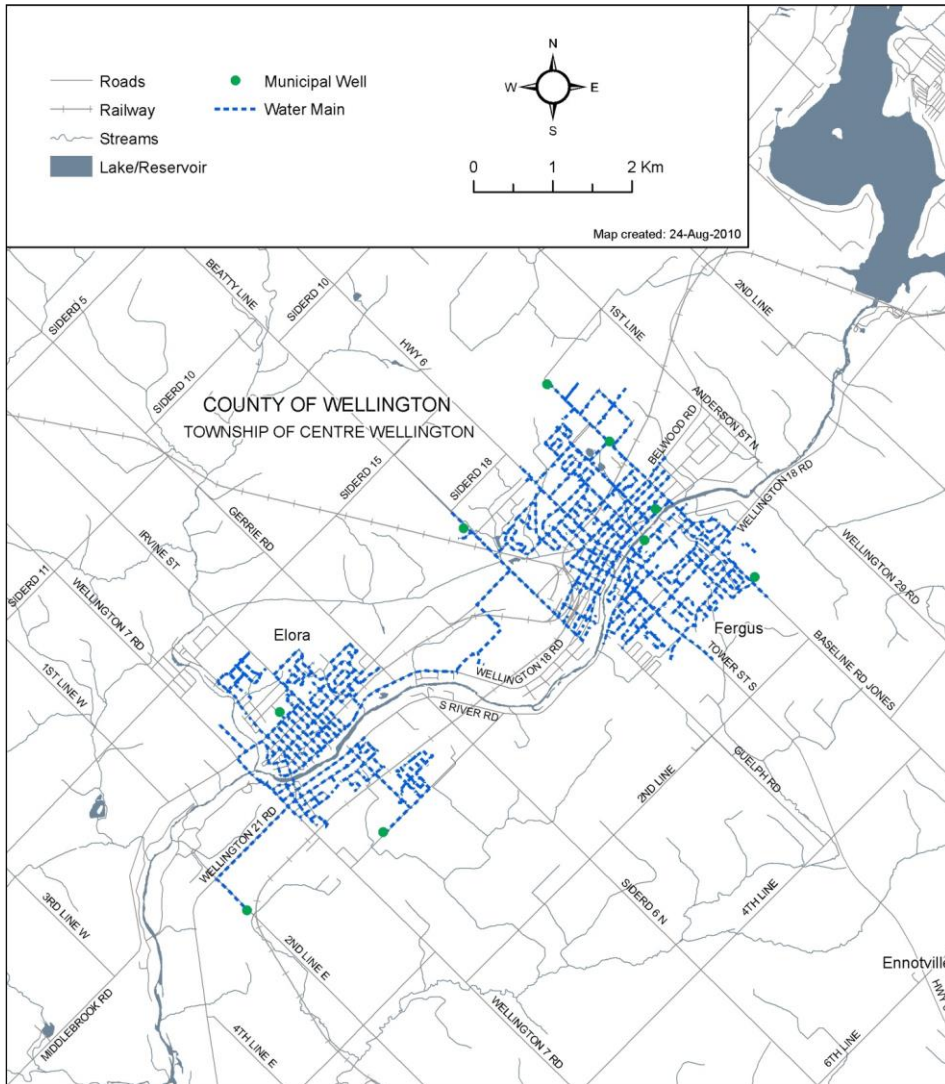 Roads
Railway
Streams
Lake/Reservoir
Municipal Well
Water Main
N
W E
S
0 1 2 Km
Map created: 24-Aug-2010
SIDERD 5
BEATTY LINE
SIDERD 10
HWY 6
1ST LINE
2ND LINE
SIDERD 10
COUNTY OF WELLINGTON
TOWNSHIP OF CENTRE WELLINGTON
BELWOOD RD
ANDERSON ST N
SIDERD 15
SIDERD 18
WELLINGTON 18 RD
GERRIE RD
IRVINE ST
WELLINGTON 29 RD
SIDERD 11
WELLINGTON 7 RD
Elora
Fergus
1ST LINE W
WELLINGTON 18 RD
TOWER ST S
BASELINE RD JONES
S RIVER RD
2ND LINE
GUELPH RD
WELLINGTON 21 RD
3RD LINE W
SIDERD 6 N
4TH LINE
2ND LINE E
Ennotville
MIDDLEBROOK RD
4TH LINE E
WELLINGTON 7 RD
6TH LINE